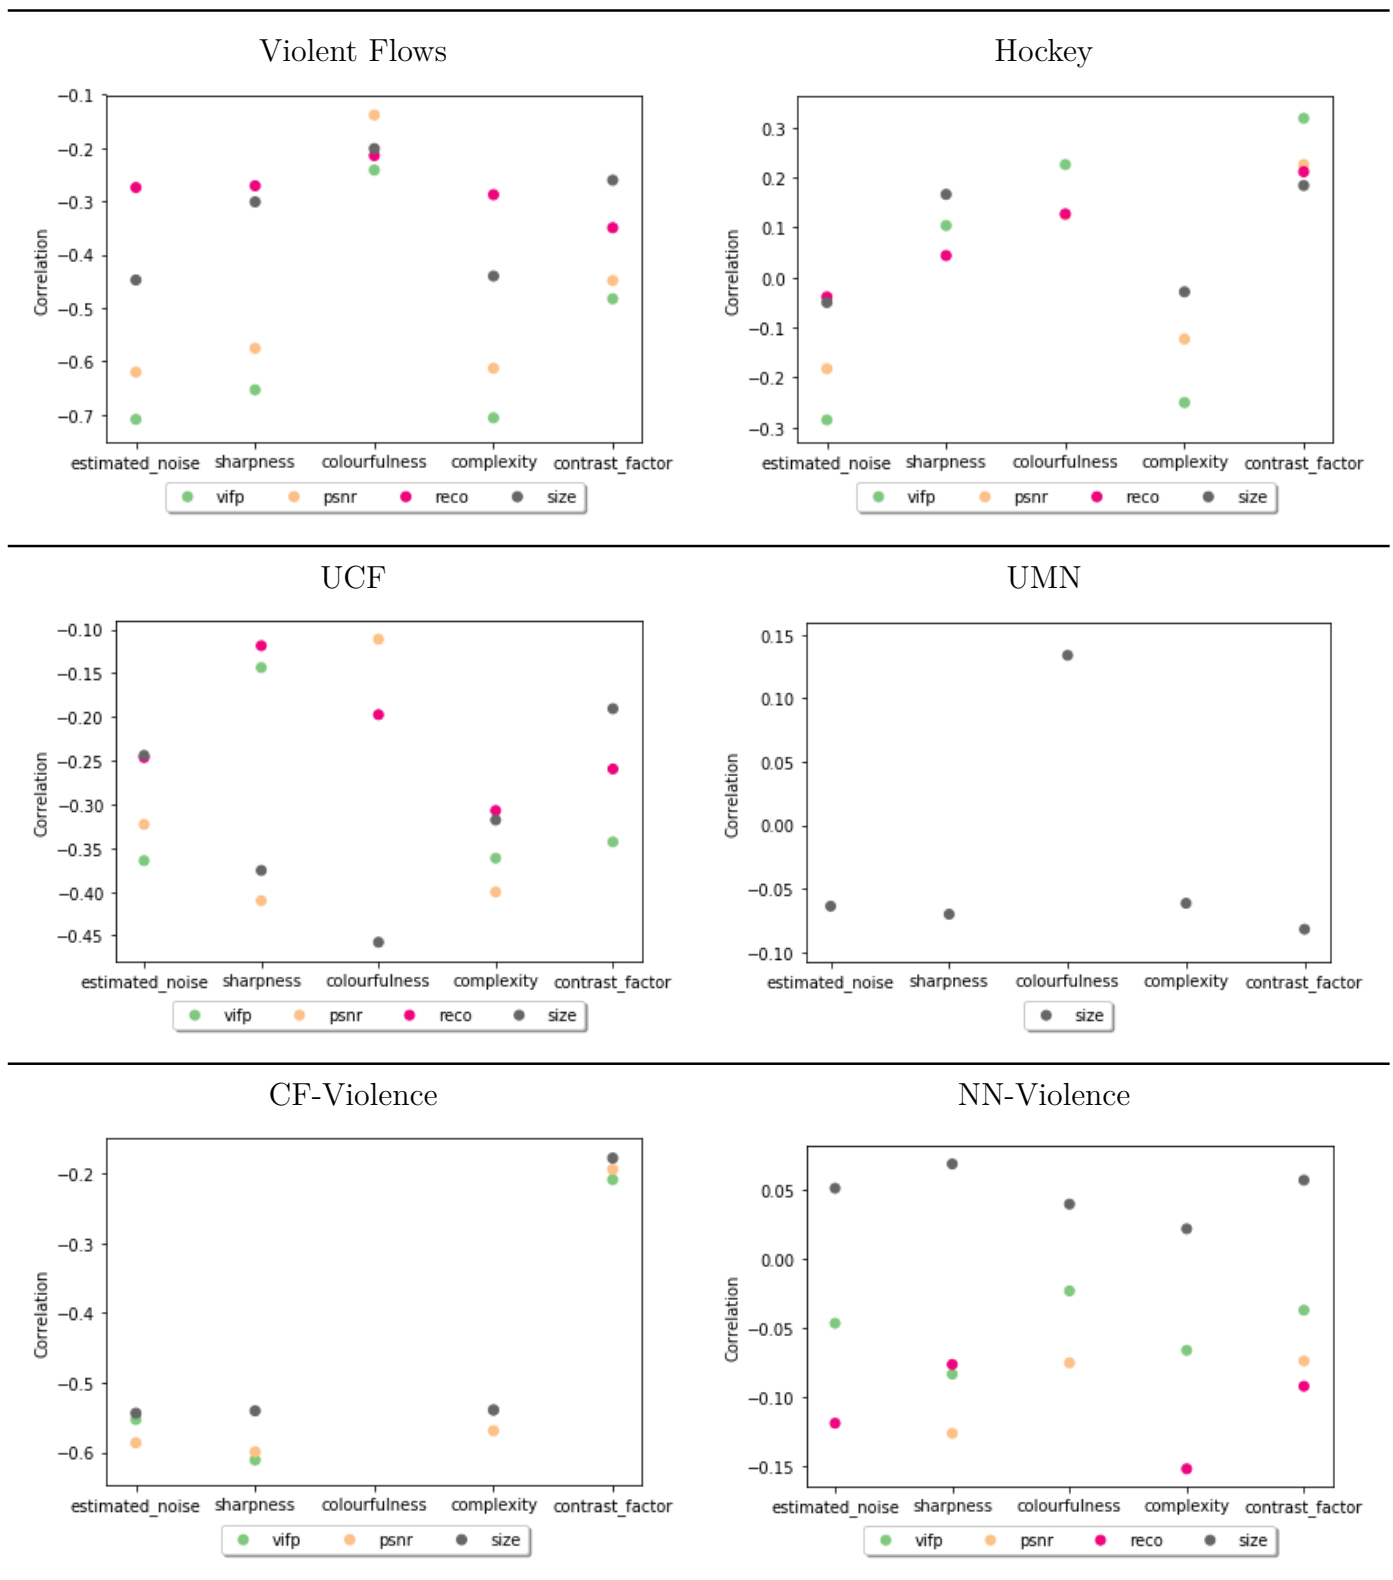 Violent Flows
−0.1
−0.2
−0.3
−0.4
−0.5
−0.6
−0.7
Correlation
estimated_noise sharpness colourfulness complexity contrast_factor
vifp psnr reco size
Hockey
0.3
0.2
0.1
0.0
−0.1
−0.2
−0.3
Correlation
estimated_noise sharpness colourfulness complexity contrast_factor
vifp psnr reco size
UCF
−0.10
−0.15
−0.20
−0.25
−0.30
−0.35
−0.40
−0.45
Correlation
estimated_noise sharpness colourfulness complexity contrast_factor
vifp psnr reco size
UMN
0.15
0.10
0.05
0.00
−0.05
−0.10
Correlation
estimated_noise sharpness colourfulness complexity contrast_factor
size
CF-Violence
−0.2
−0.3
−0.4
−0.5
−0.6
Correlation
estimated_noise sharpness colourfulness complexity contrast_factor
vifp psnr size
NN-Violence
0.05
0.00
−0.05
−0.10
−0.15
Correlation
estimated_noise sharpness colourfulness complexity contrast_factor
vifp psnr reco size